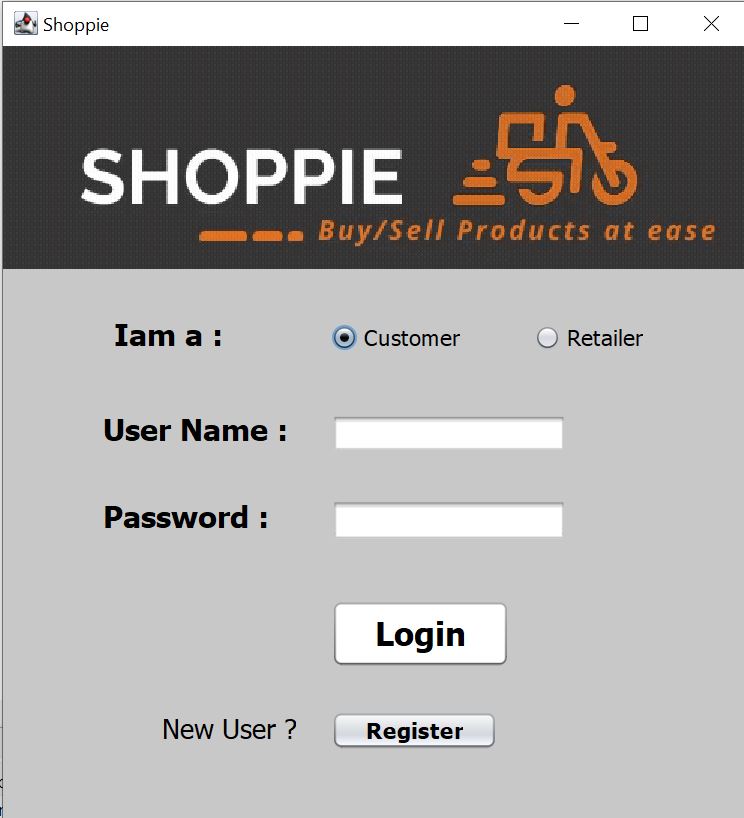 Shoppie
SHOPPIE
Buy/Sell Products at ease
Iam a : Customer Retailer
User Name :
Password :
Login
New User ? Register